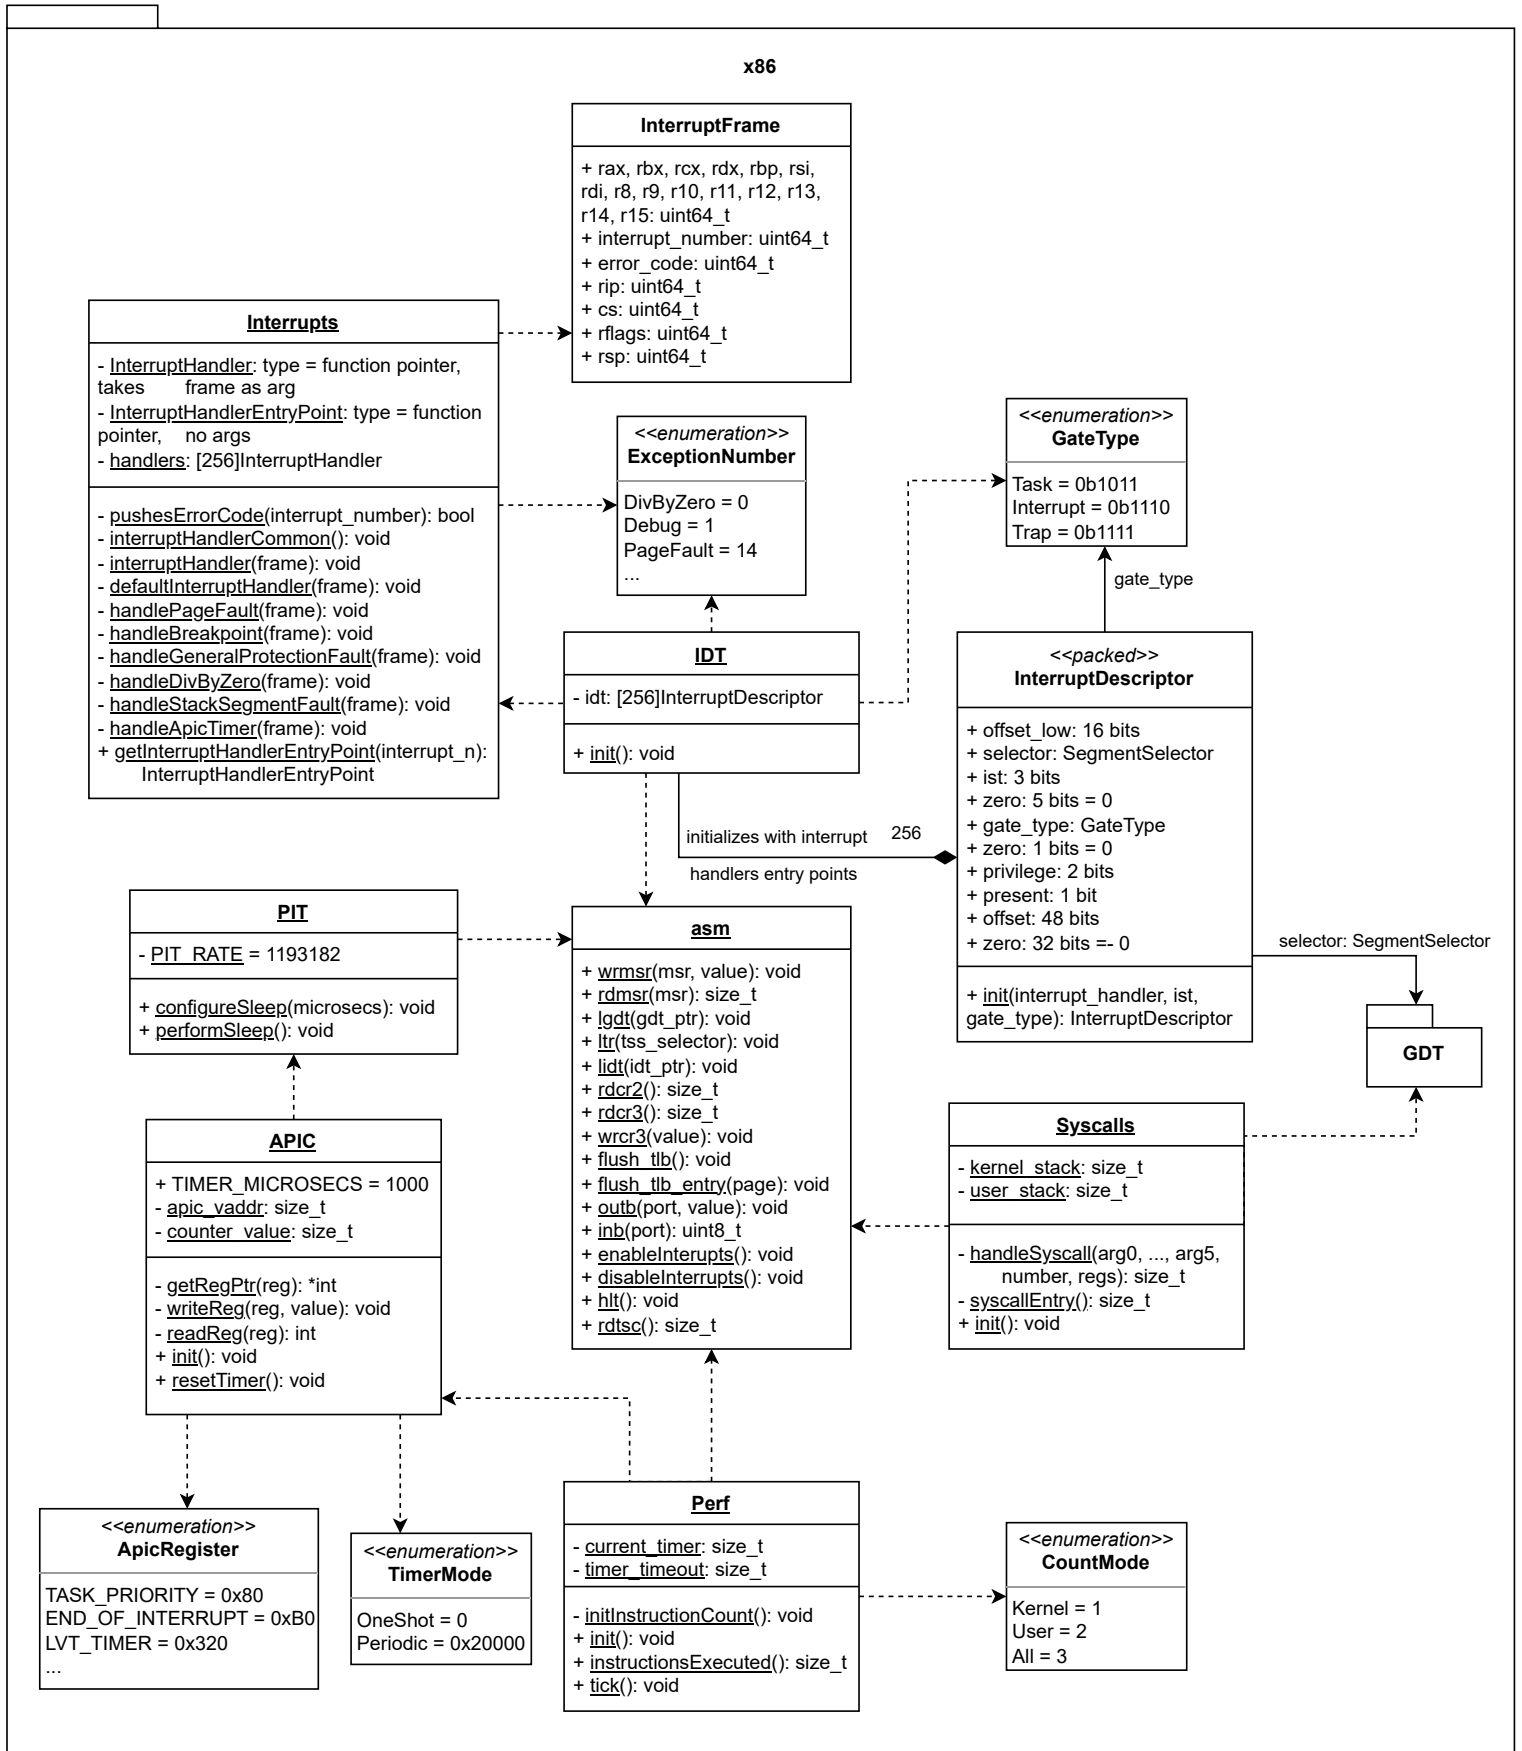 x86
InterruptFrame
+ rax, rbx, rcx, rdx, rbp, rsi,
rdi, r8, r9, r10, r11, r12, r13,
r14, r15: uint64_t
+ interrupt_number: uint64_t
+ error_code: uint64_t
+ rip: uint64_t
+ cs: uint64_t
+ rflags: uint64_t
+ rsp: uint64_t
Interrupts
- InterruptHandler: type = function pointer,
takes frame as arg
- InterruptHandlerEntryPoint: type = function
pointer, no args
- handlers: [256]InterruptHandler
- pushesErrorCode(interrupt_number): bool
- interruptHandlerCommon(): void
- interruptHandler(frame): void
- defaultInterruptHandler(frame): void
- handlePageFault(frame): void
- handleBreakpoint(frame): void
- handleGeneralProtectionFault(frame): void
- handleDivByZero(frame): void
- handleStackSegmentFault(frame): void
- handleApicTimer(frame): void
+ getInterruptHandlerEntryPoint(interrupt_n):
InterruptHandlerEntryPoint
<<enumeration>>
ExceptionNumber
DivByZero = 0
Debug = 1
PageFault = 14
...
<<enumeration>>
GateType
Task = 0b1011
Interrupt = 0b1110
Trap = 0b1111
gate_type
IDT
- idt: [256]InterruptDescriptor
+ init(): void
<<packed>>
InterruptDescriptor
+ offset_low: 16 bits
+ selector: SegmentSelector
+ ist: 3 bits
+ zero: 5 bits = 0
+ gate_type: GateType
+ zero: 1 bits = 0
+ privilege: 2 bits
+ present: 1 bit
+ offset: 48 bits
+ zero: 32 bits =- 0
+ init(interrupt_handler, ist,
gate_type): InterruptDescriptor
initializes with interrupt
256
handlers entry points
selector: SegmentSelector
GDT
PIT
- PIT_RATE = 1193182
+ configureSleep(microsecs): void
+ performSleep(): void
asm
+ wrmsr(msr, value): void
+ rdmsr(msr): size_t
+ lgdt(gdt_ptr): void
+ ltr(tss_selector): void
+ lidt(idt_ptr): void
+ rdcr2(): size_t
+ rdcr3(): size_t
+ wrcr3(value): void
+ flush_tlb(): void
+ flush_tlb_entry(page): void
+ outb(port, value): void
+ inb(port): uint8_t
+ enableInterupts(): void
+ disableInterrupts(): void
+ hlt(): void
+ rdtsc(): size_t
APIC
+ TIMER_MICROSECS = 1000
- apic_vaddr: size_t
- counter_value: size_t
- getRegPtr(reg): *int
- writeReg(reg, value): void
- readReg(reg): int
+ init(): void
+ resetTimer(): void
Syscalls
- kernel_stack: size_t
- user_stack: size_t
- handleSyscall(arg0, ..., arg5,
number, regs): size_t
- syscallEntry(): size_t
+ init(): void
<<enumeration>>
ApicRegister
TASK_PRIORITY = 0x80
END_OF_INTERRUPT = 0xB0
LVT_TIMER = 0x320
...
<<enumeration>>
TimerMode
OneShot = 0
Periodic = 0x20000
Perf
- current_timer: size_t
- timer_timeout: size_t
- initInstructionCount(): void
+ init(): void
+ instructionsExecuted(): size_t
+ tick(): void
<<enumeration>>
CountMode
Kernel = 1
User = 2
All = 3